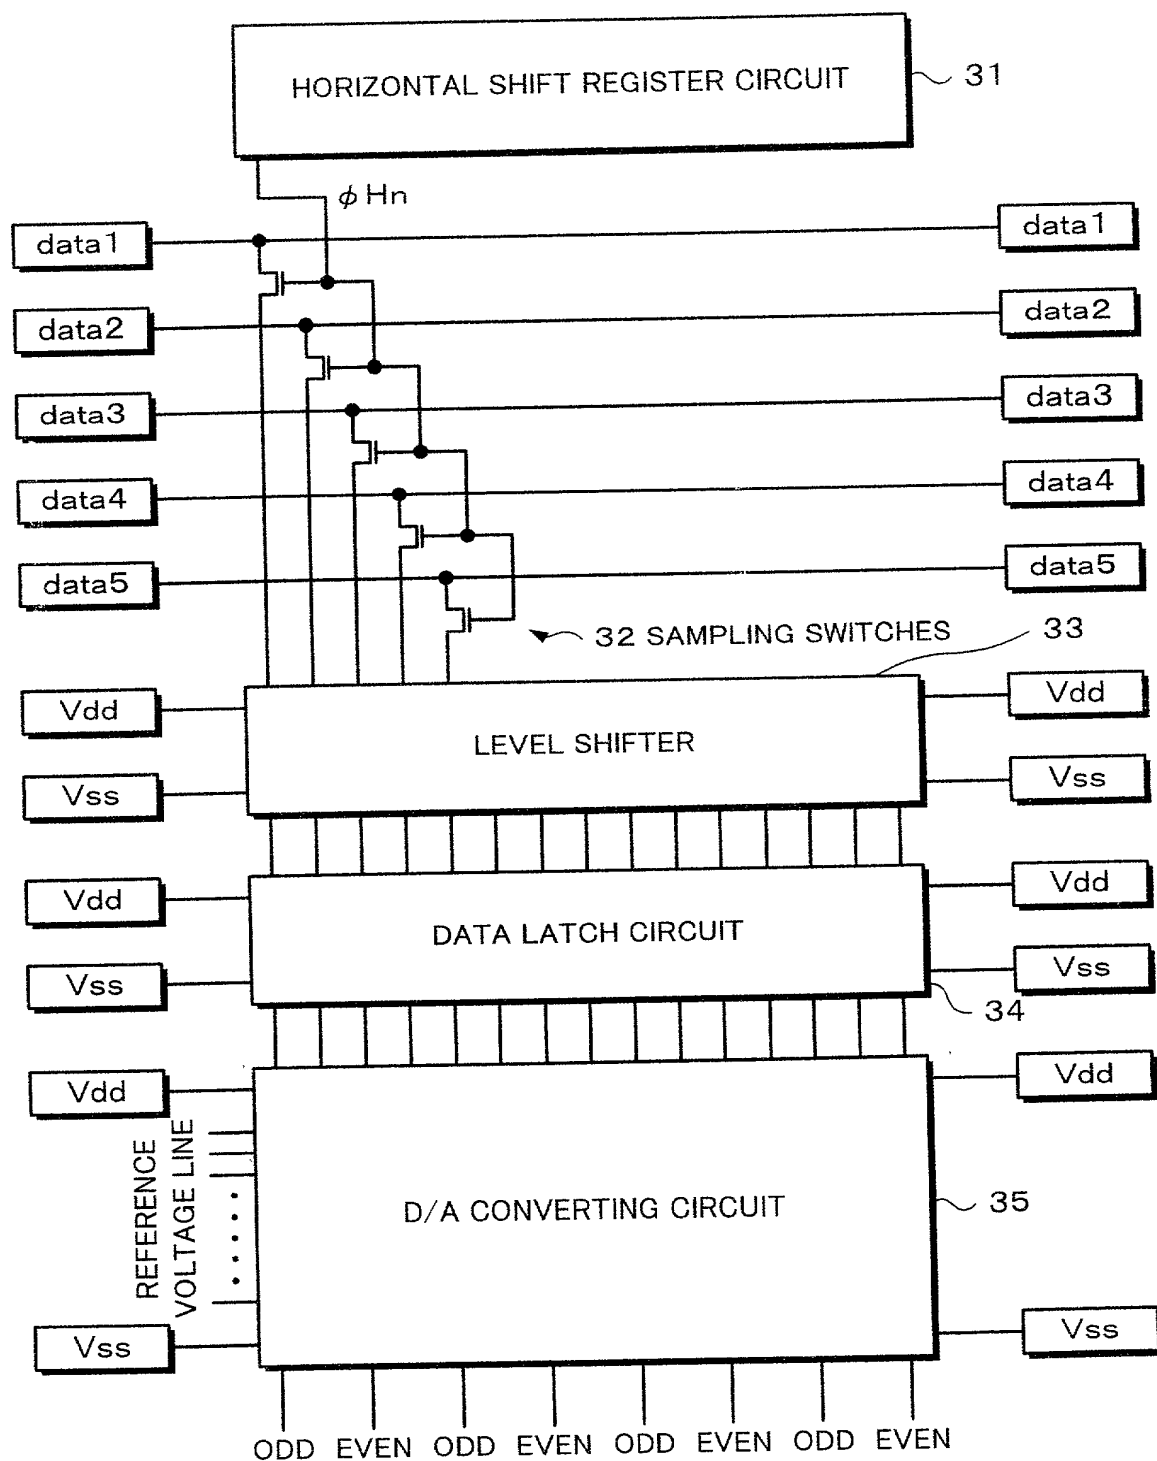 HORIZONTAL SHIFT REGISTER CIRCUIT
31
φHn
data1
data1
data2
data2
data3
data3
data4
data4
data5
data5
32 SAMPLING SWITCHES
33
Vdd
Vdd
LEVEL SHIFTER
Vss
Vss
Vdd
Vdd
DATA LATCH CIRCUIT
Vss
Vss
34
Vdd
Vdd
REFERENCE
VOLTAGE LINE
D/A CONVERTING CIRCUIT
35
Vss
Vss
ODD EVEN ODD EVEN ODD EVEN ODD EVEN